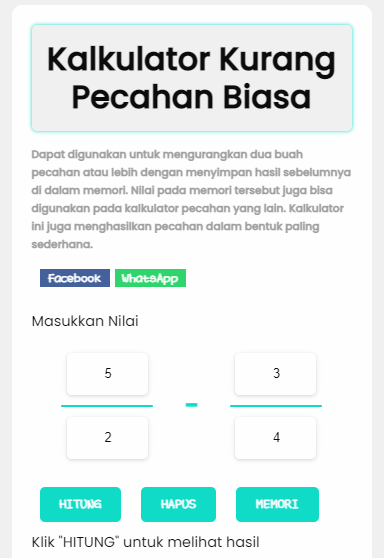 Kalkulator Kurang
Pecahan Biasa
Dapat digunakan untuk mengurangkan dua buah
pecahan atau lebih dengan menyimpan hasil sebelumnya
di dalam memori. Nilai pada memori tersebut juga bisa
digunakan pada kalkulator pecahan yang lain. Kalkulator
ini juga menghasilkan pecahan dalam bentuk paling
sederhana.
Facebook WhatsApp
Masukkan Nilai
5 3
-
2 4
HITUNG HAPUS MEMORI
Klik "HITUNG" untuk melihat hasil